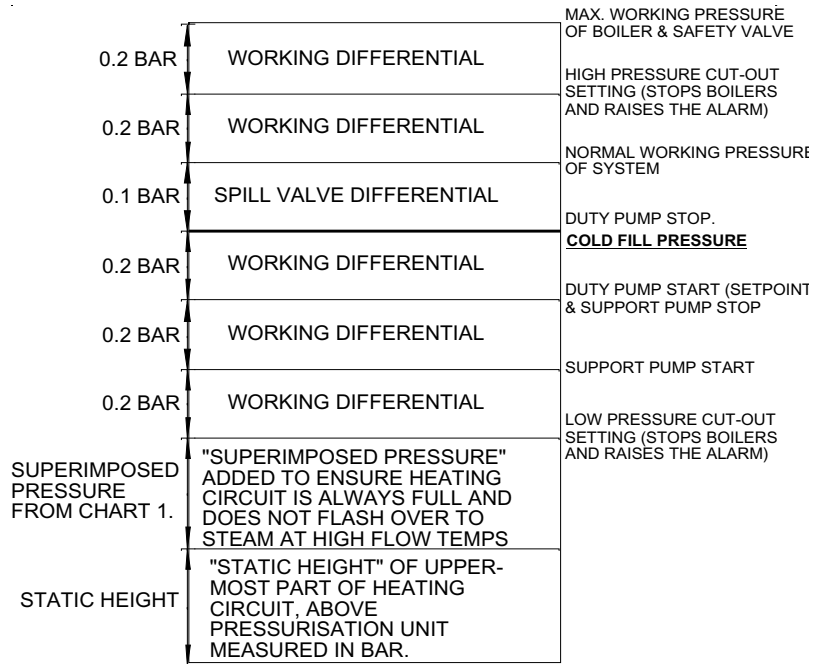 MAX. WORKING PRESSURE
OF BOILER & SAFETY VALVE
0.2 BAR
WORKING DIFFERENTIAL
HIGH PRESSURE CUT-OUT
SETTING (STOPS BOILERS
AND RAISES THE ALARM)
0.2 BAR
WORKING DIFFERENTIAL
NORMAL WORKING PRESSURE
OF SYSTEM
0.1 BAR
SPILL VALVE DIFFERENTIAL
DUTY PUMP STOP.
COLD FILL PRESSURE
0.2 BAR
WORKING DIFFERENTIAL
DUTY PUMP START (SETPOINT
& SUPPORT PUMP STOP
0.2 BAR
WORKING DIFFERENTIAL
SUPPORT PUMP START
0.2 BAR
WORKING DIFFERENTIAL
LOW PRESSURE CUT-OUT
SETTING (STOPS BOILERS
AND RAISES THE ALARM)
SUPERIMPOSED
PRESSURE
FROM CHART 1.
"SUPERIMPOSED PRESSURE"
ADDED TO ENSURE HEATING
CIRCUIT IS ALWAYS FULL AND
DOES NOT FLASH OVER TO
STEAM AT HIGH FLOW TEMPS
STATIC HEIGHT
"STATIC HEIGHT" OF UPPER-
MOST PART OF HEATING
CIRCUIT, ABOVE
PRESSURISATION UNIT
MEASURED IN BAR.